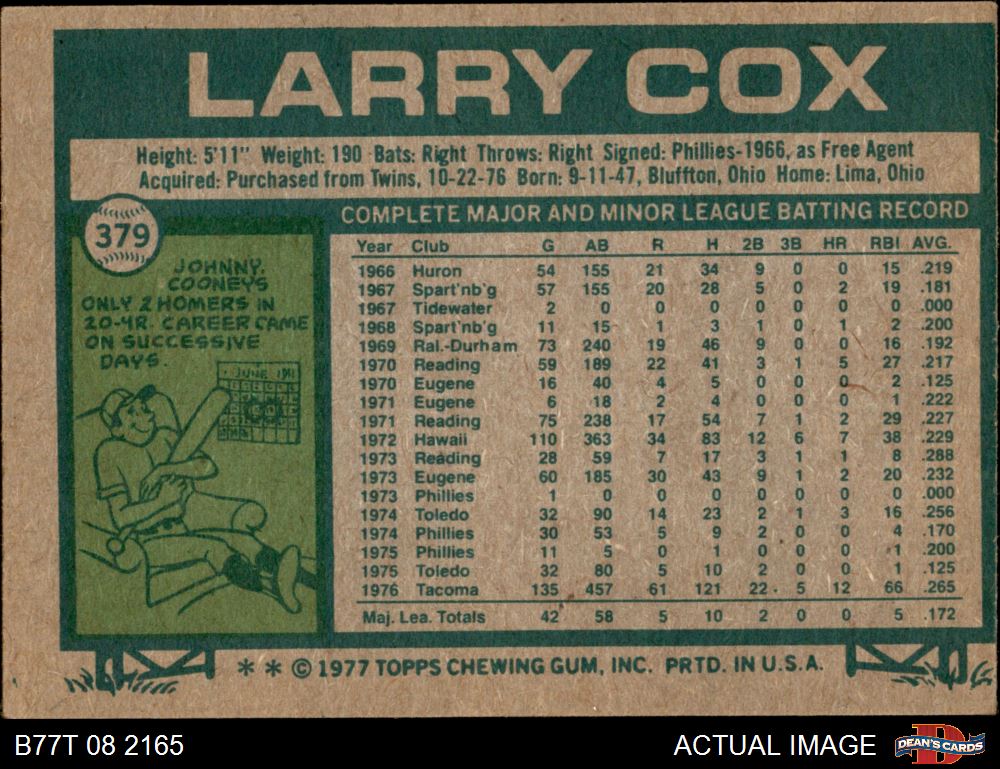 LARRY COX
Height: 5'11" Weight: 190 Bats: Right Throws: Right Signed: Phillies-1966, as Free Agent
Acquired: Purchased from Twins, 10-22-76 Born: 9-11-47, Bluffton, Ohio Home: Lima, Ohio
379
JOHNNY
COONEYS
ONLY 2 HOMERS IN
20-YR. CAREER CAME
ON SUCCESSIVE
DAYS.
JUNE
COMPLETE MAJOR AND MINOR LEAGUE BATTING RECORD
Year Club G AB R H 2B 3B HR RBI AVG.
1966 Huron 54 155 21 34 9 0 0 15 .219
1967 Spart'nb'g 57 155 20 28 5 0 2 19 .181
1967 Tidewater 2 0 0 0 0 0 0 0 .000
1968 Spart'nb'g 11 15 1 3 1 0 1 2 .200
1969 Ral.-Durham 73 240 19 46 9 0 0 16 .192
1970 Reading 59 189 22 41 3 1 5 27 .217
1970 Eugene 16 40 4 5 0 0 0 2 .125
1971 Eugene 6 18 2 4 0 0 0 1 .222
1971 Reading 75 238 17 54 7 1 2 29 .227
1972 Hawaii 110 363 34 83 12 6 7 38 .229
1973 Reading 28 59 7 17 3 1 1 8 .288
1973 Eugene 60 185 30 43 9 1 2 20 .232
1973 Phillies 1 0 0 0 0 0 0 0 .000
1974 Toledo 32 90 14 23 2 1 3 16 .256
1974 Phillies 30 53 5 9 2 0 0 4 .170
1975 Phillies 11 5 0 1 0 0 0 1 .200
1975 Toledo 32 80 5 10 2 0 0 1 .125
1976 Tacoma 135 457 61 121 22 5 12 66 .265
Maj. Lea. Totals 42 58 5 10 2 0 0 5 .172
* * © 1977 TOPPS CHEWING GUM, INC. PRTD. IN U.S.A.
B77T 08 2165
ACTUAL IMAGE
D
DEAN'S CARDS